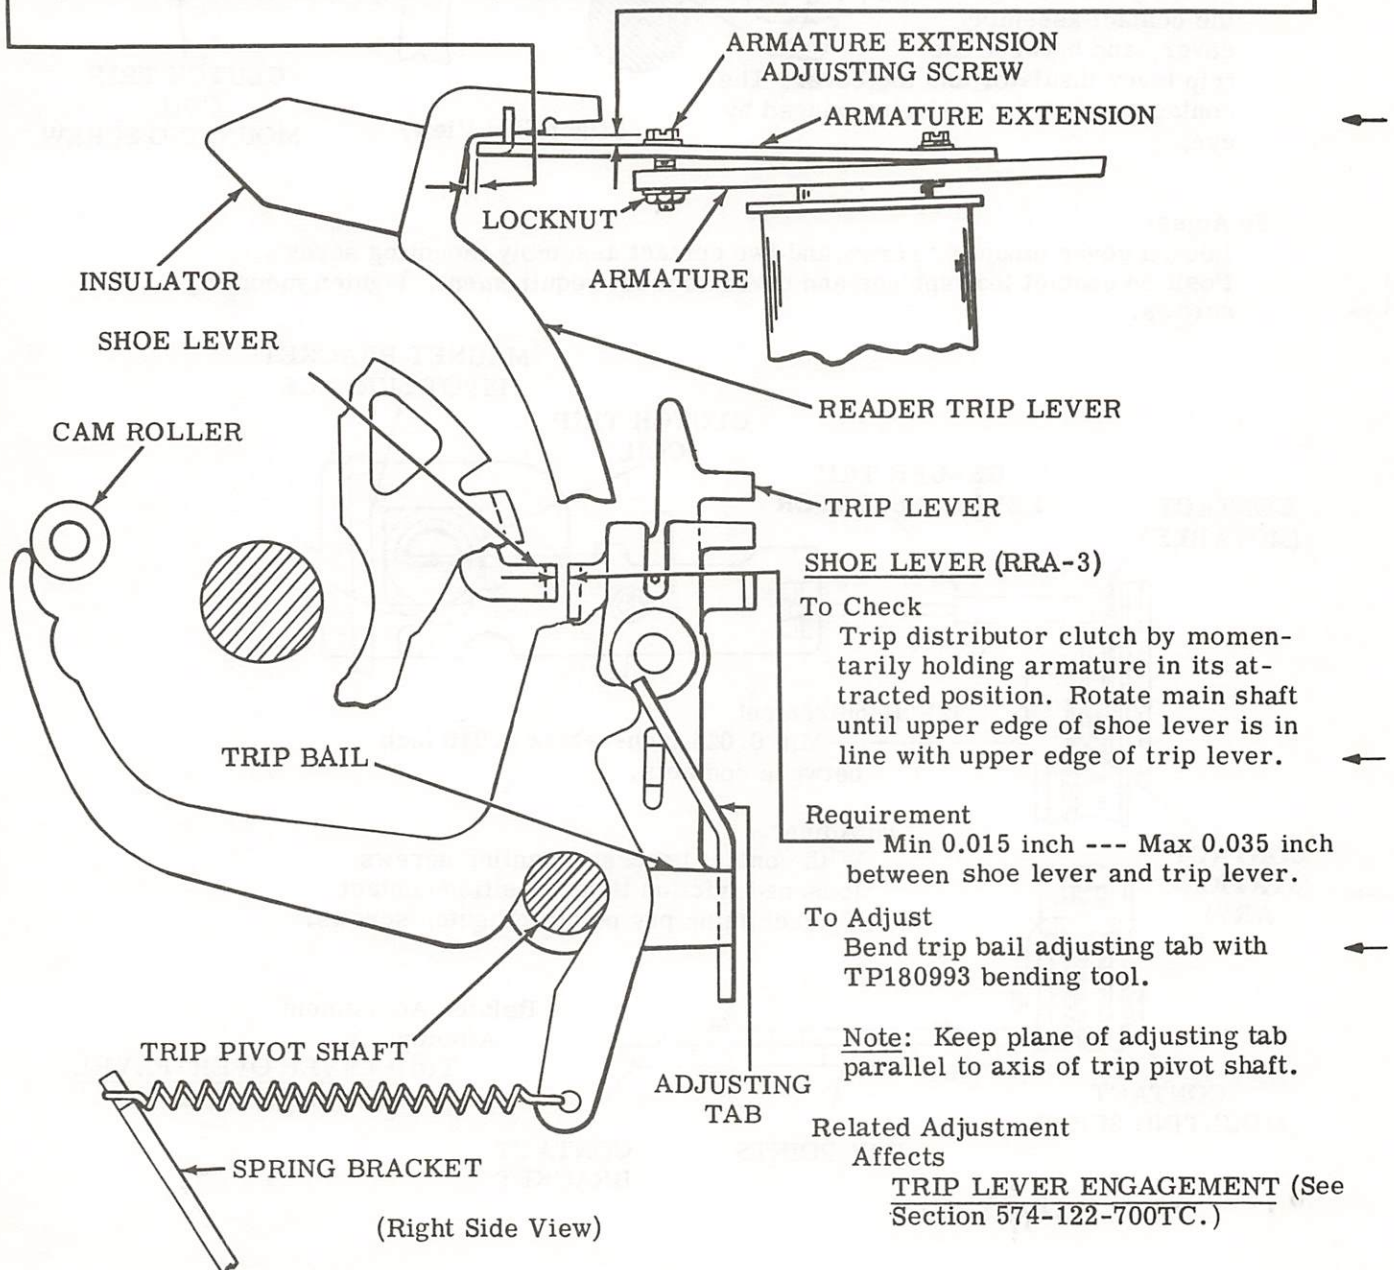 ARMATURE EXTENSION
ADJUSTING SCREW
ARMATURE EXTENSION
LOCKNUT
ARMATURE
INSULATOR
SHOE LEVER
CAM ROLLER
READER TRIP LEVER
TRIP LEVER
SHOE LEVER (RRA-3)
To Check
Trip distributor clutch by momen-
tarily holding armature in its at-
tracted position. Rotate main shaft
until upper edge of shoe lever is in
line with upper edge of trip lever.
TRIP BAIL
Requirement
Min 0.015 inch --- Max 0.035 inch
between shoe lever and trip lever.
To Adjust
Bend trip bail adjusting tab with
TP180993 bending tool.
Note: Keep plane of adjusting tab
parallel to axis of trip pivot shaft.
TRIP PIVOT SHAFT
ADJUSTING
TAB
Related Adjustment
Affects
TRIP LEVER ENGAGEMENT (See
Section 574-122-700TC.)
SPRING BRACKET
(Right Side View)